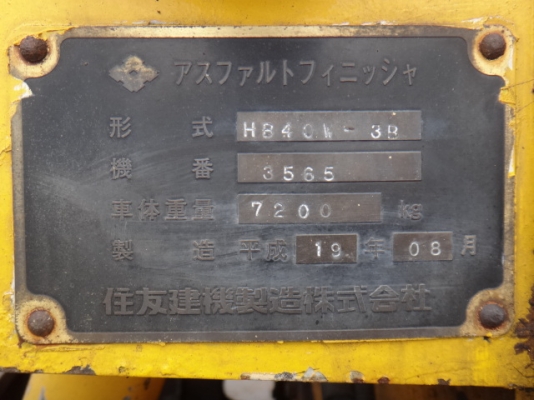 アスファルトフィニッシャ
形式 HB40W-3B
機番 3565
車体重量 7200 kg
製造 平成 19 年 08 月
住友建機製造株式会社